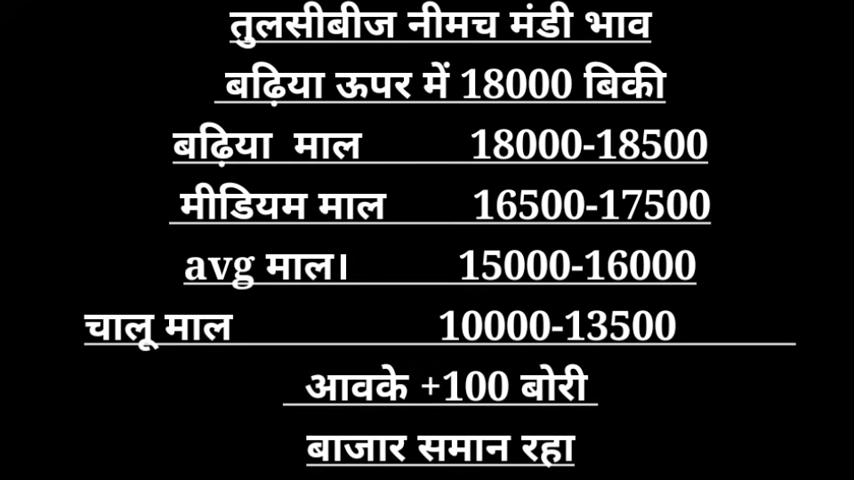 तुलसीबीज नीमच मंडी भाव
बढ़िया ऊपर में 18000 बिकी
बढ़िया माल 18000-18500
मीडियम माल 16500-17500
avg माल। 15000-16000
चालू माल 10000-13500
आवके +100 बोरी
बाजार समान रहा